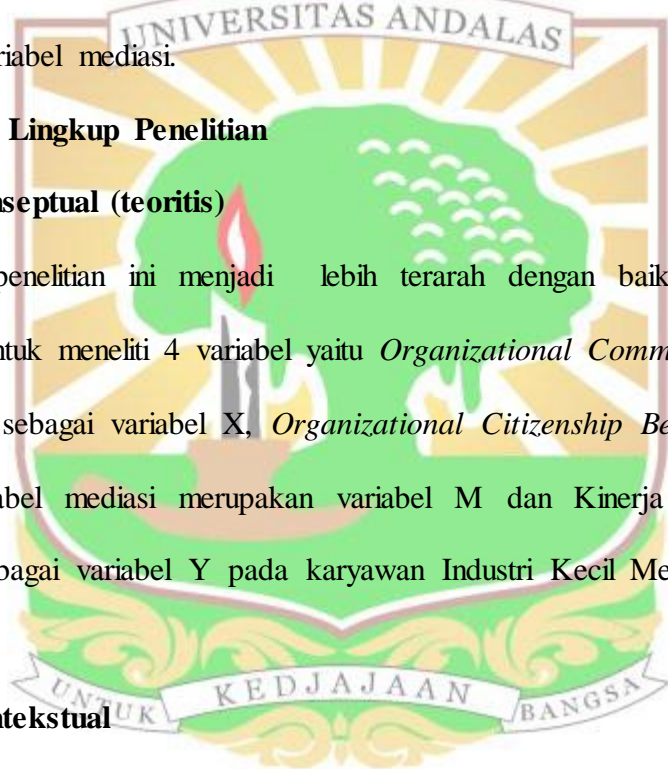 UNIVERSITAS ANDALAS
riabel mediasi.
Lingkup Penelitian
nseptual (teoritis)
penelitian ini menjadi lebih terarah dengan baik
ntuk meneliti 4 variabel yaitu Organizational Comm
sebagai variabel X, Organizational Citizenship Be
abel mediasi merupakan variabel M dan Kinerja
bagai variabel Y pada karyawan Industri Kecil Me
UNTUK KEDJAJAAN BANGSA
ntekstual